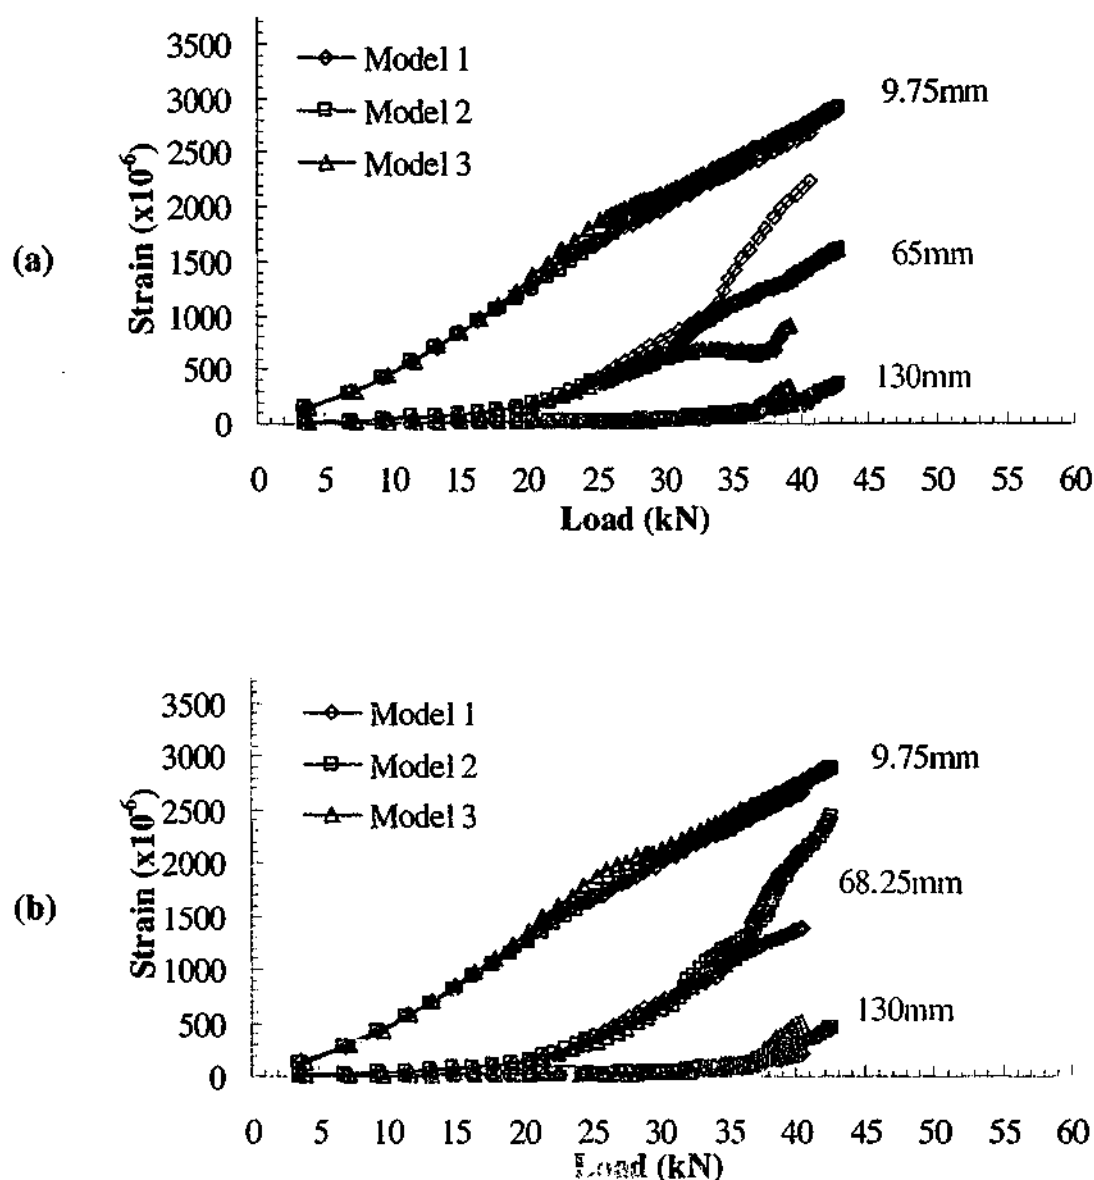 3500
Model 1
3000
9.75mm
Model 2
2500
Model 3
2000
Strain (x10⁻⁶)
(a)
1500
65mm
1000
500
130mm
0
0 5 10 15 20 25 30 35 40 45 50 55 60
Load (kN)
3500
Model 1
3000
9.75mm
Model 2
2500
Model 3
2000
68.25mm
Strain (x10⁻⁶)
(b)
1500
1000
500
130mm
0
0 5 10 15 20 25 30 35 40 45 50 55 60
Load (kN)